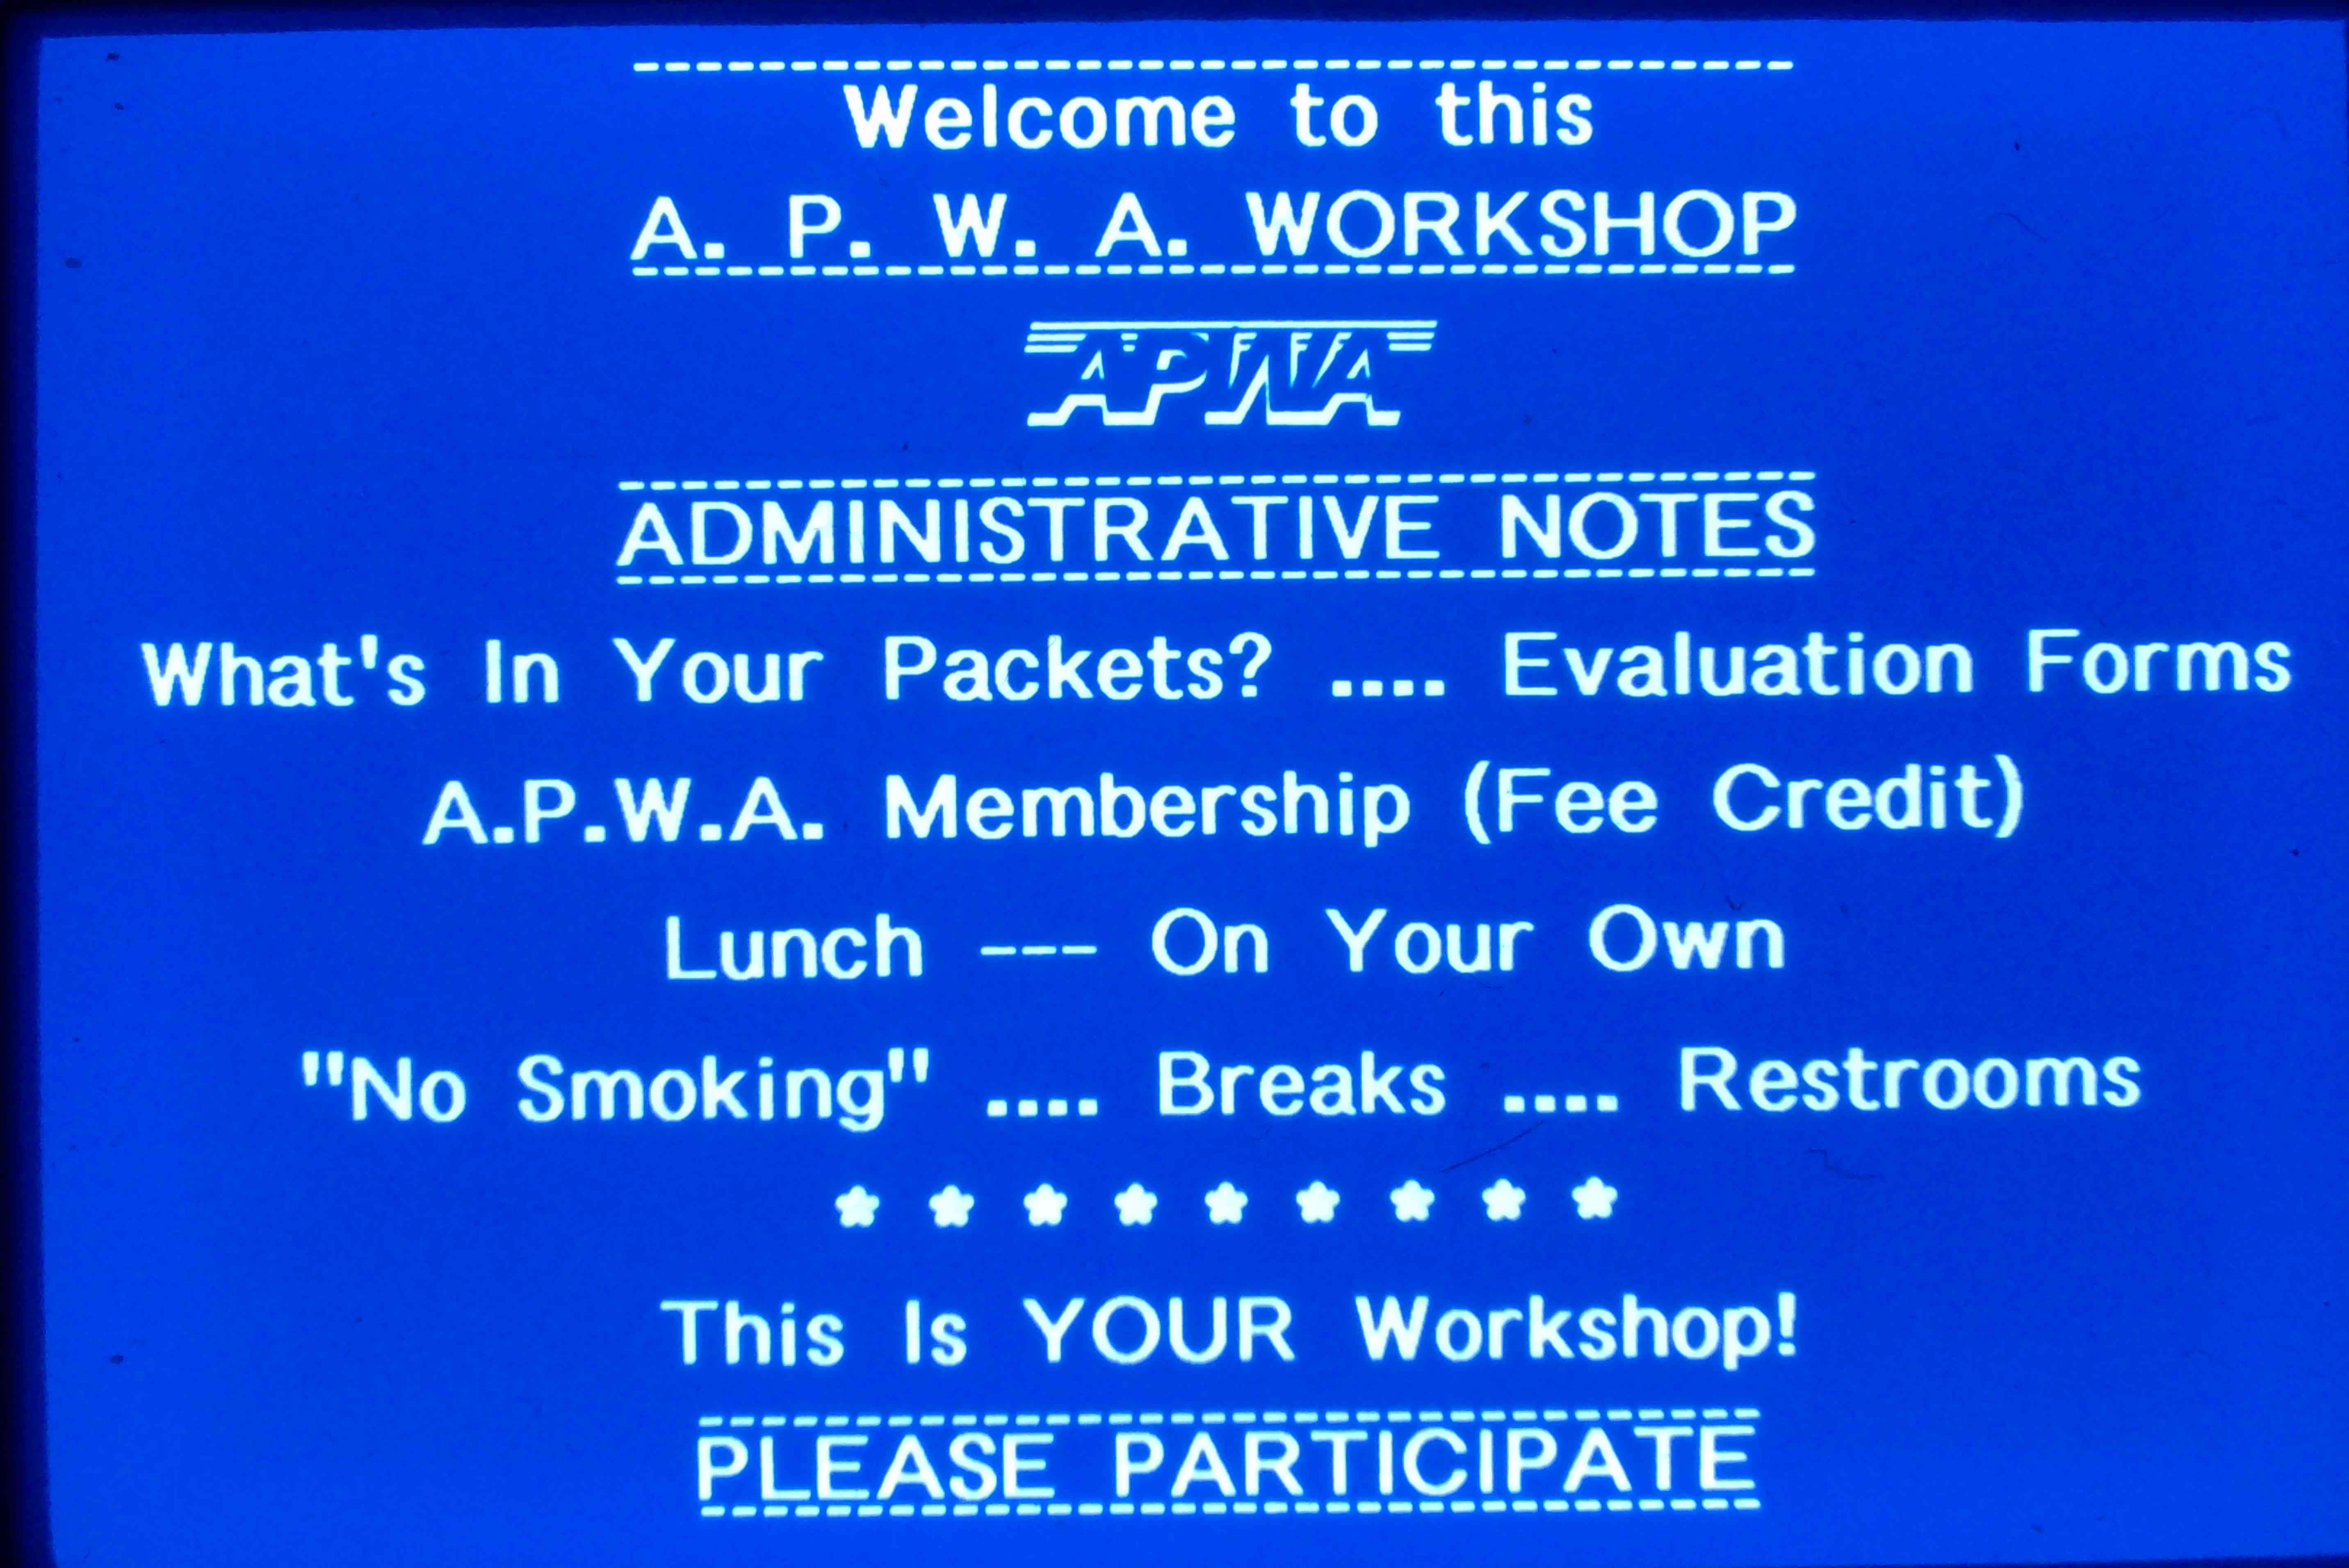 Welcome to this
A. P. W. A. WORKSHOP
APWA
ADMINISTRATIVE NOTES
What's In Your Packets? .... Evaluation Forms
A.P.W.A. Membership (Fee Credit)
Lunch --- On Your Own
"No Smoking" .... Breaks .... Restrooms
* * * * * * * * *
This Is YOUR Workshop!
PLEASE PARTICIPATE